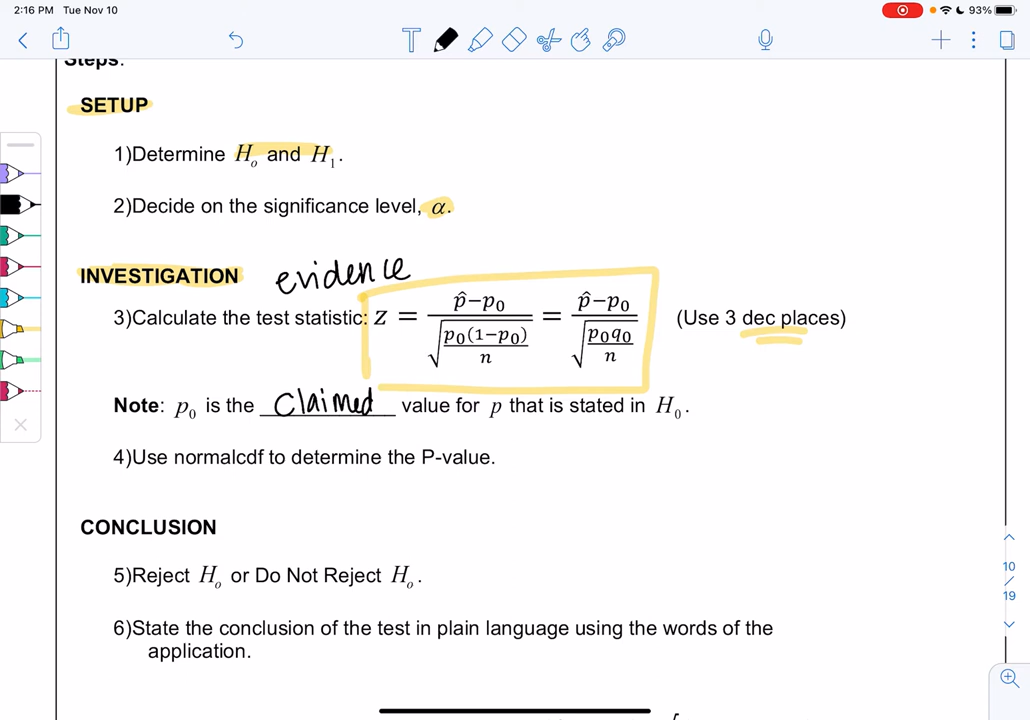 2:16 PM Tue Nov 10
93%
Steps:
SETUP
1)Determine H₀ and H₁.
2)Decide on the significance level, α.
INVESTIGATION evidence
3)Calculate the test statistic: z = (p̂−p₀)/√(p₀(1−p₀)/n) = (p̂−p₀)/√(p₀q₀/n) (Use 3 dec places)
Note: p₀ is the claimed value for p that is stated in H₀.
4)Use normalcdf to determine the P-value.
CONCLUSION
5)Reject H₀ or Do Not Reject H₀.
6)State the conclusion of the test in plain language using the words of the
application.
10
/
19